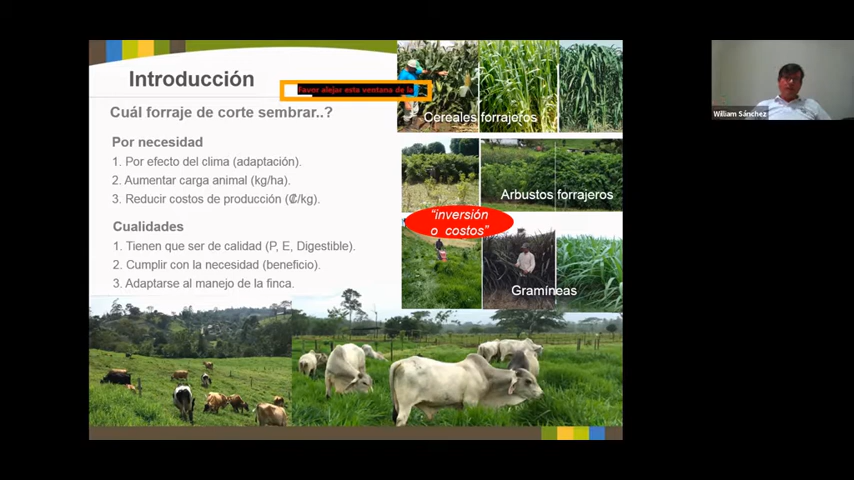 Introducción
Favor alejar esta ventana de la
Cuál forraje de corte sembrar..?
Por necesidad
1. Por efecto del clima (adaptación).
2. Aumentar carga animal (kg/ha).
3. Reducir costos de producción (₡/kg).
Cualidades
1. Tienen que ser de calidad (P, E, Digestible).
2. Cumplir con la necesidad (beneficio).
3. Adaptarse al manejo de la finca.
Cereales forrajeros
Arbustos forrajeros
"inversión
o costos"
Gramíneas
William Sánchez